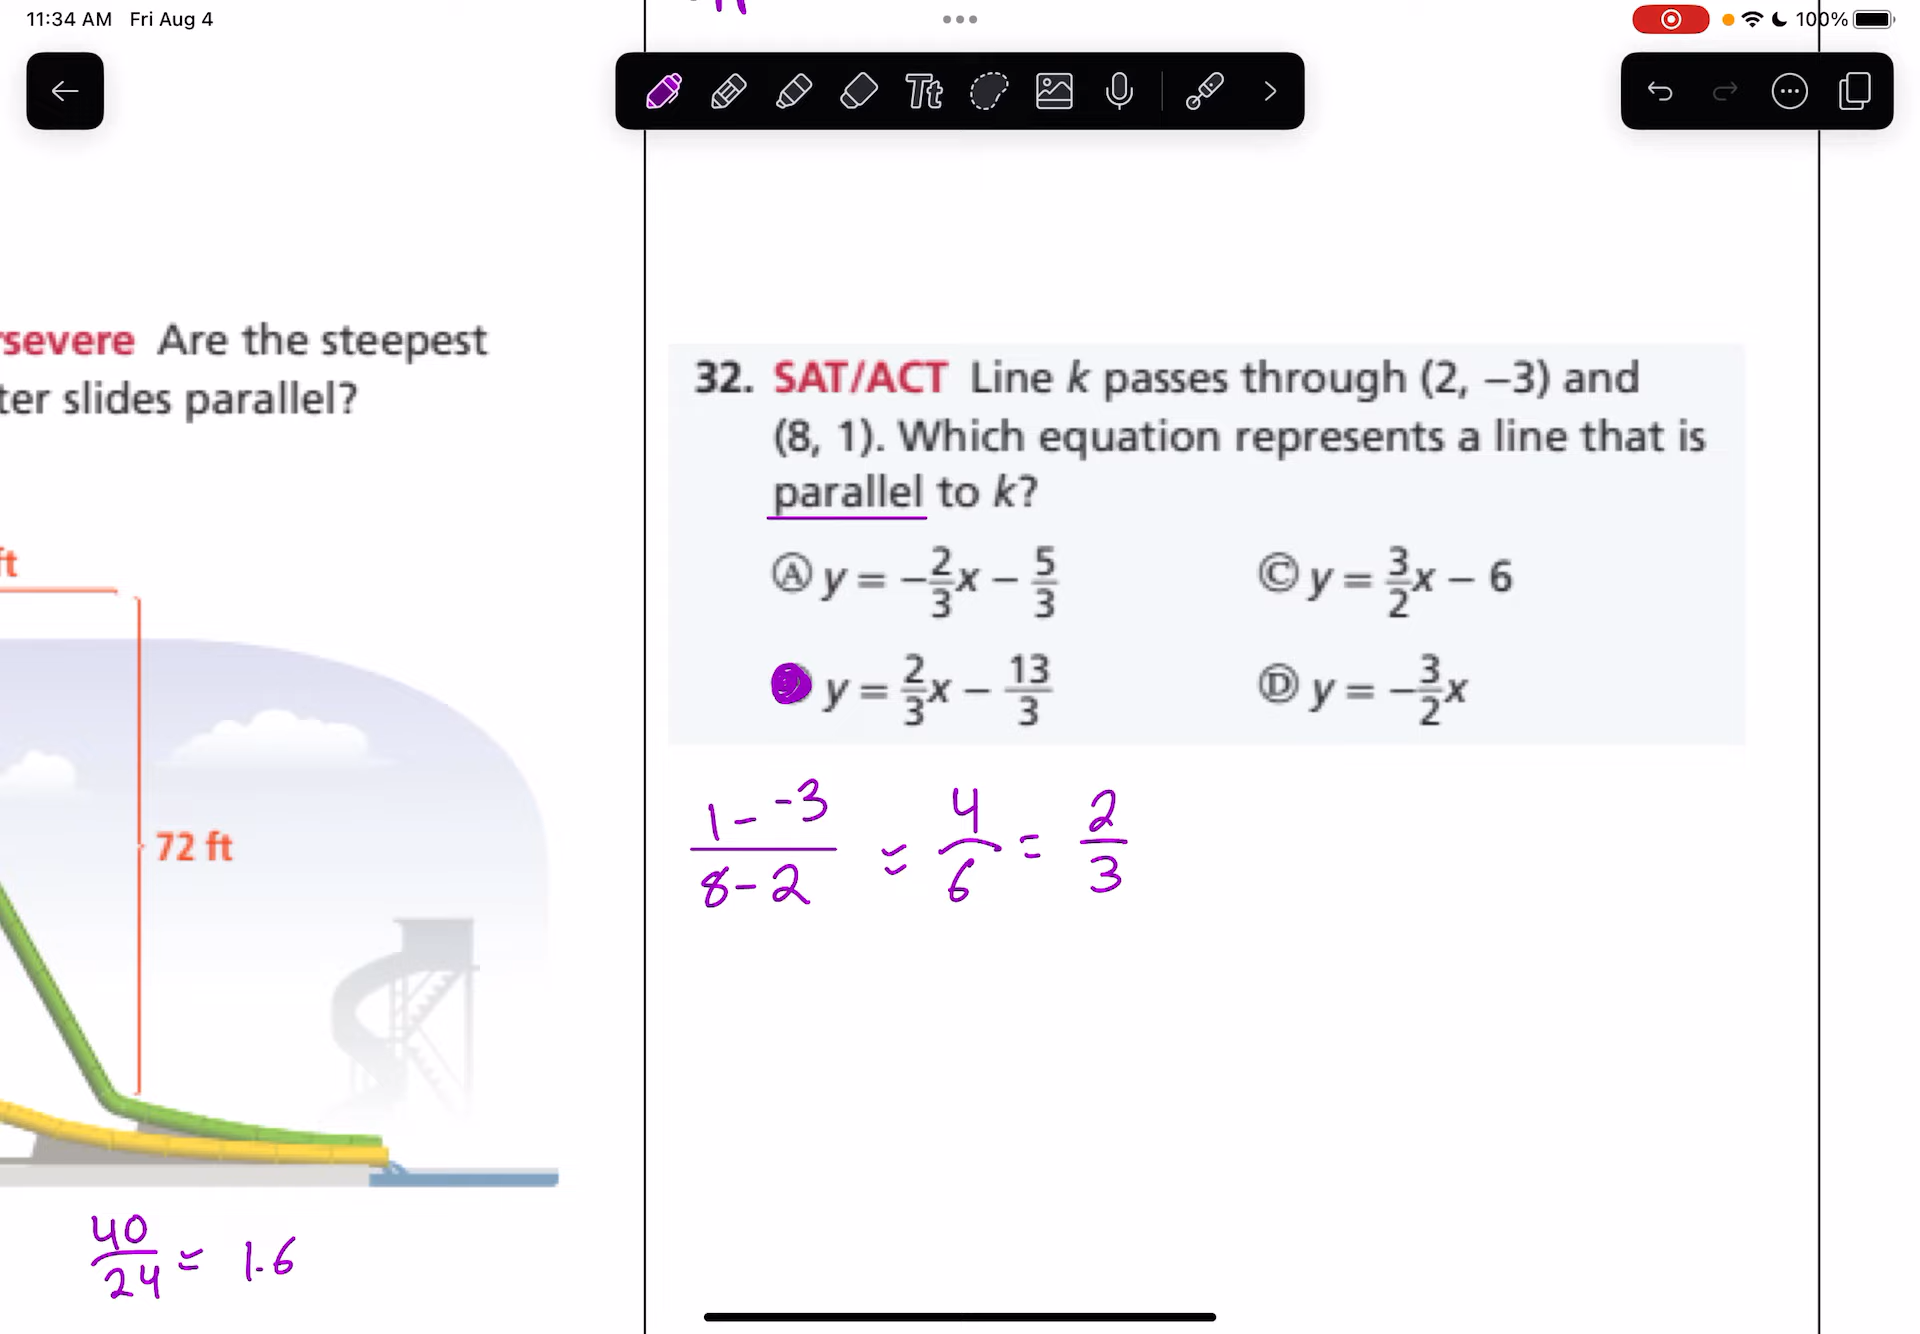 11:34 AM Fri Aug 4
100%
Tt
severe Are the steepest
ter slides parallel?
ft
72 ft
40/24 = 1.6
32. SAT/ACT Line k passes through (2, −3) and
(8, 1). Which equation represents a line that is
parallel to k?
Ⓐ y = −2/3x − 5/3
Ⓒ y = 3/2x − 6
y = 2/3x − 13/3
Ⓓ y = −3/2x
1 - -3 / 8 - 2 = 4/6 = 2/3